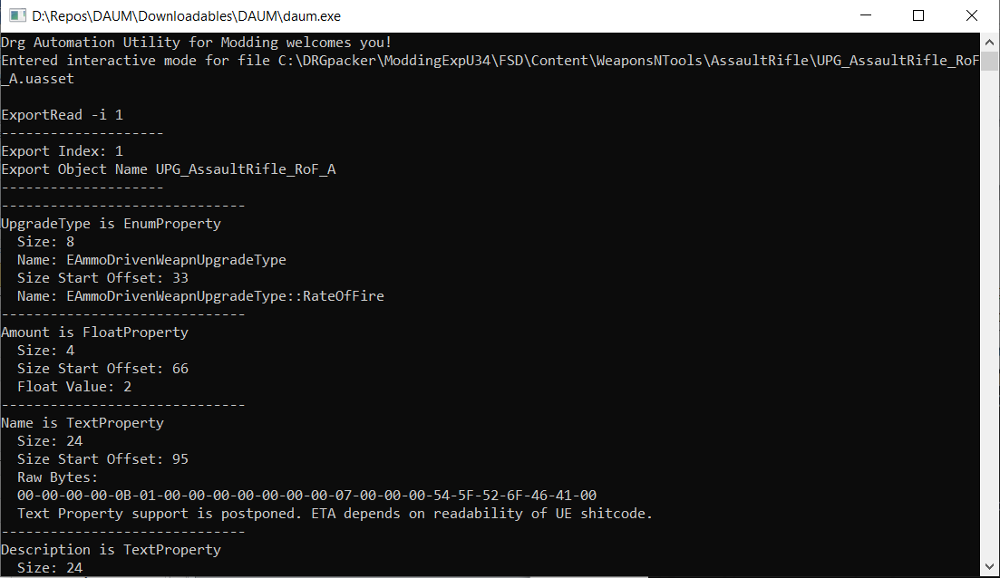 D:\Repos\DAUM\Downloadables\DAUM\daum.exe
Drg Automation Utility for Modding welcomes you!
Entered interactive mode for file C:\DRGpacker\ModdingExpU34\FSD\Content\WeaponsNTools\AssaultRifle\UPG_AssaultRifle_RoF
_A.uasset
ExportRead -i 1
--------------------
Export Index: 1
Export Object Name UPG_AssaultRifle_RoF_A
--------------------
------------------------------
UpgradeType is EnumProperty
  Size: 8
  Name: EAmmoDrivenWeapnUpgradeType
  Size Start Offset: 33
  Name: EAmmoDrivenWeapnUpgradeType::RateOfFire
------------------------------
Amount is FloatProperty
  Size: 4
  Size Start Offset: 66
  Float Value: 2
------------------------------
Name is TextProperty
  Size: 24
  Size Start Offset: 95
  Raw Bytes:
  00-00-00-00-0B-01-00-00-00-00-00-00-00-07-00-00-00-54-5F-52-6F-46-41-00
  Text Property support is postponed. ETA depends on readability of UE shitcode.
------------------------------
Description is TextProperty
  Size: 24